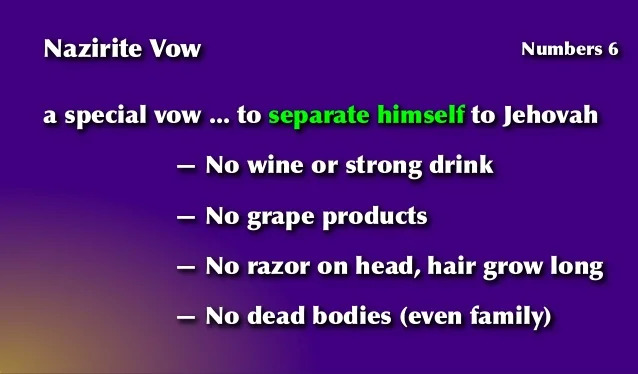 Nazirite Vow
Numbers 6
a special vow ... to separate himself to Jehovah
— No wine or strong drink
— No grape products
— No razor on head, hair grow long
— No dead bodies (even family)